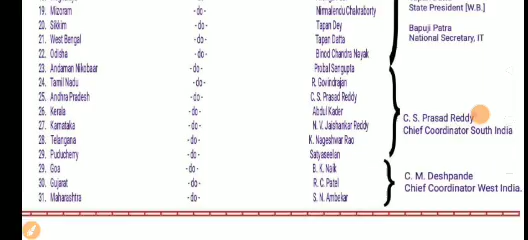 19. Mizoram - do - Nirmalendu Chakraborty
State President [W.B.]
20. Sikkim - do - Tapan Dey
21. West Bengal - do - Tapan Datta
Bapuji Patra
National Secretary, IT
22. Odisha - do - Binod Chandra Nayak
23. Andaman Nikobaar - do - Probal Sengupta
24. Tamil Nadu - do - R. Govindrajan
25. Andhra Pradesh - do - C. S. Prasad Reddy
26. Kerala - do - Abdul Kader
27. Karnataka - do - N. V. Jaishankar Reddy
28. Telangana - do - K. Nageshwar Rao
29. Puducherry - do - Satyaseelan
C. S. Prasad Reddy
Chief Coordinator South India
29. Goa - do - B. K. Naik
30. Gujarat - do - R. C. Patel
31. Maharashtra - do - S. N. Ambekar
C. M. Deshpande
Chief Coordinator West India.